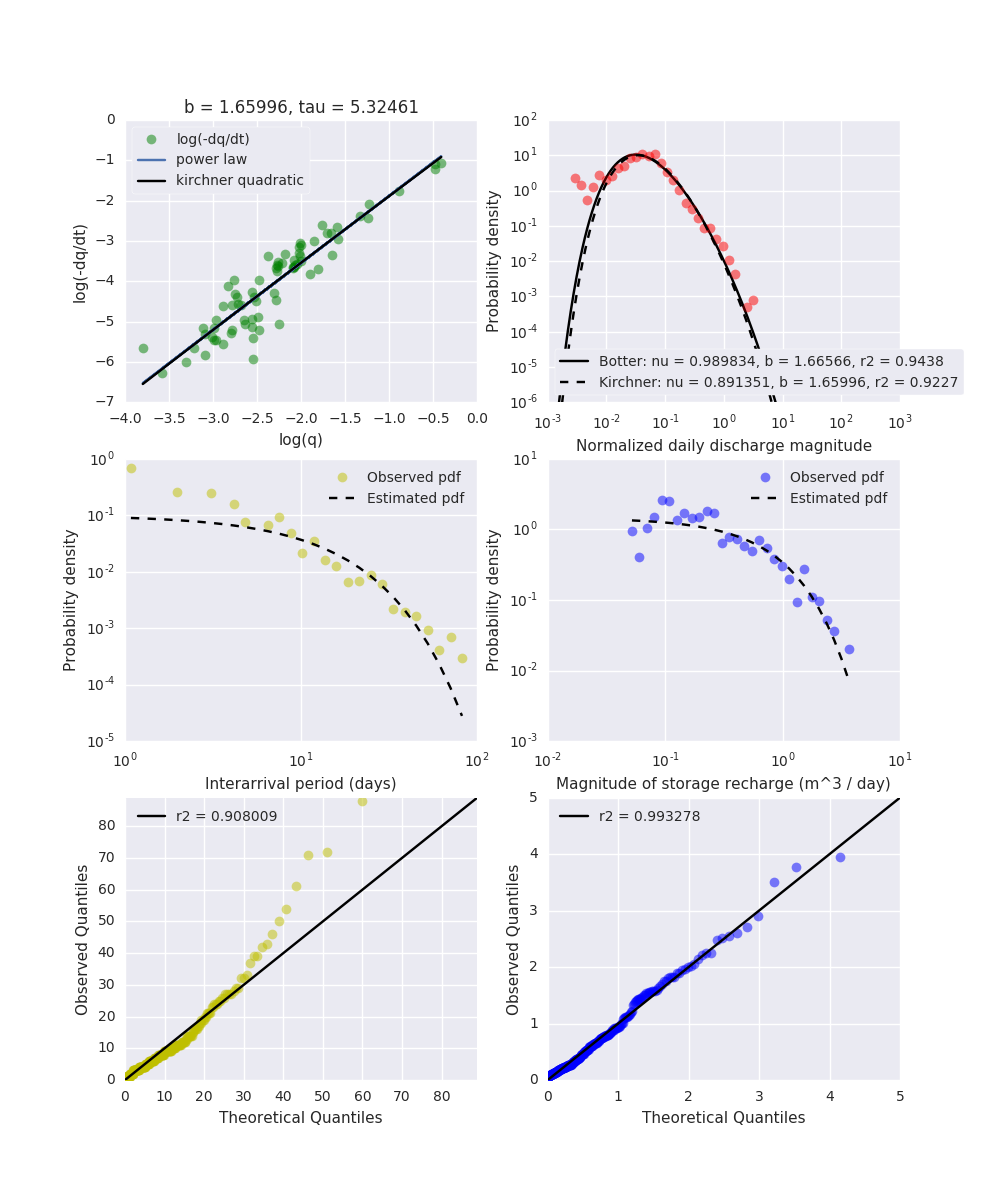 b = 1.65996, tau = 5.32461
log(-dq/dt)
power law
kirchner quadratic
0
−1
−2
−3
−4
−5
−6
−7
log(-dq/dt)
−4.0 −3.5 −3.0 −2.5 −2.0 −1.5 −1.0 −0.5 0.0
log(q)
10^2
10^1
10^0
10^-1
10^-2
10^-3
10^-4
10^-5
10^-6
Probability density
Botter: nu = 0.989834, b = 1.66566, r2 = 0.9438
Kirchner: nu = 0.891351, b = 1.65996, r2 = 0.9227
10^-3 10^-2 10^-1 10^0 10^1 10^2 10^3
Normalized daily discharge magnitude
10^0
10^-1
10^-2
10^-3
10^-4
10^-5
Probability density
Observed pdf
Estimated pdf
10^0 10^1 10^2
Interarrival period (days)
10^1
10^0
10^-1
10^-2
10^-3
Probability density
Observed pdf
Estimated pdf
10^-2 10^-1 10^0 10^1
Magnitude of storage recharge (m^3 / day)
80
70
60
50
40
30
20
10
0
Observed Quantiles
r2 = 0.908009
0 10 20 30 40 50 60 70 80
Theoretical Quantiles
5
4
3
2
1
0
Observed Quantiles
r2 = 0.993278
0 1 2 3 4 5
Theoretical Quantiles